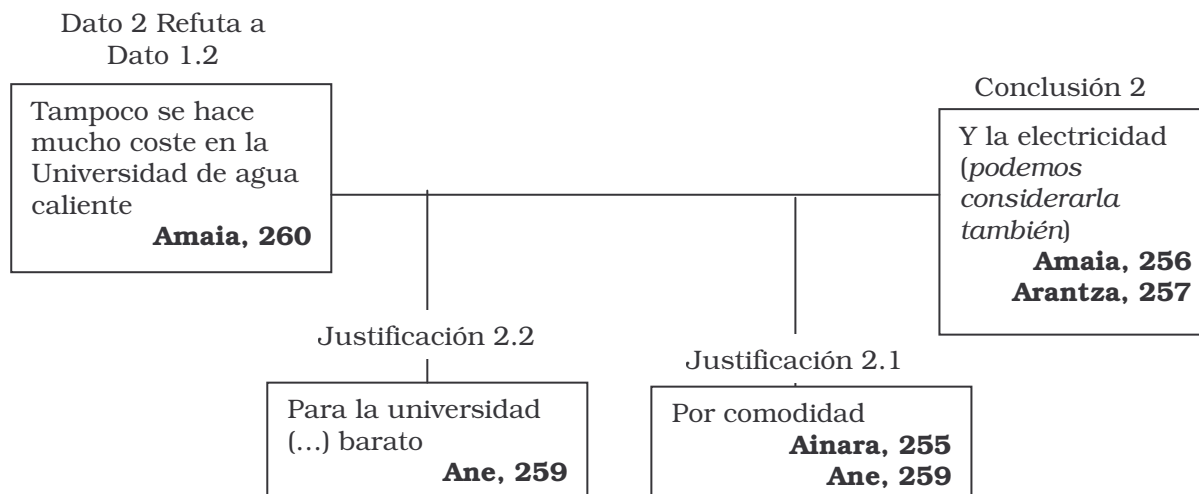 Dato 2 Refuta a
Dato 1.2
Tampoco se hace
mucho coste en la
Universidad de agua
caliente
Amaia, 260
Conclusión 2
Y la electricidad
(podemos
considerarla
también)
Amaia, 256
Arantza, 257
Justificación 2.2
Para la universidad
(…) barato
Ane, 259
Justificación 2.1
Por comodidad
Ainara, 255
Ane, 259